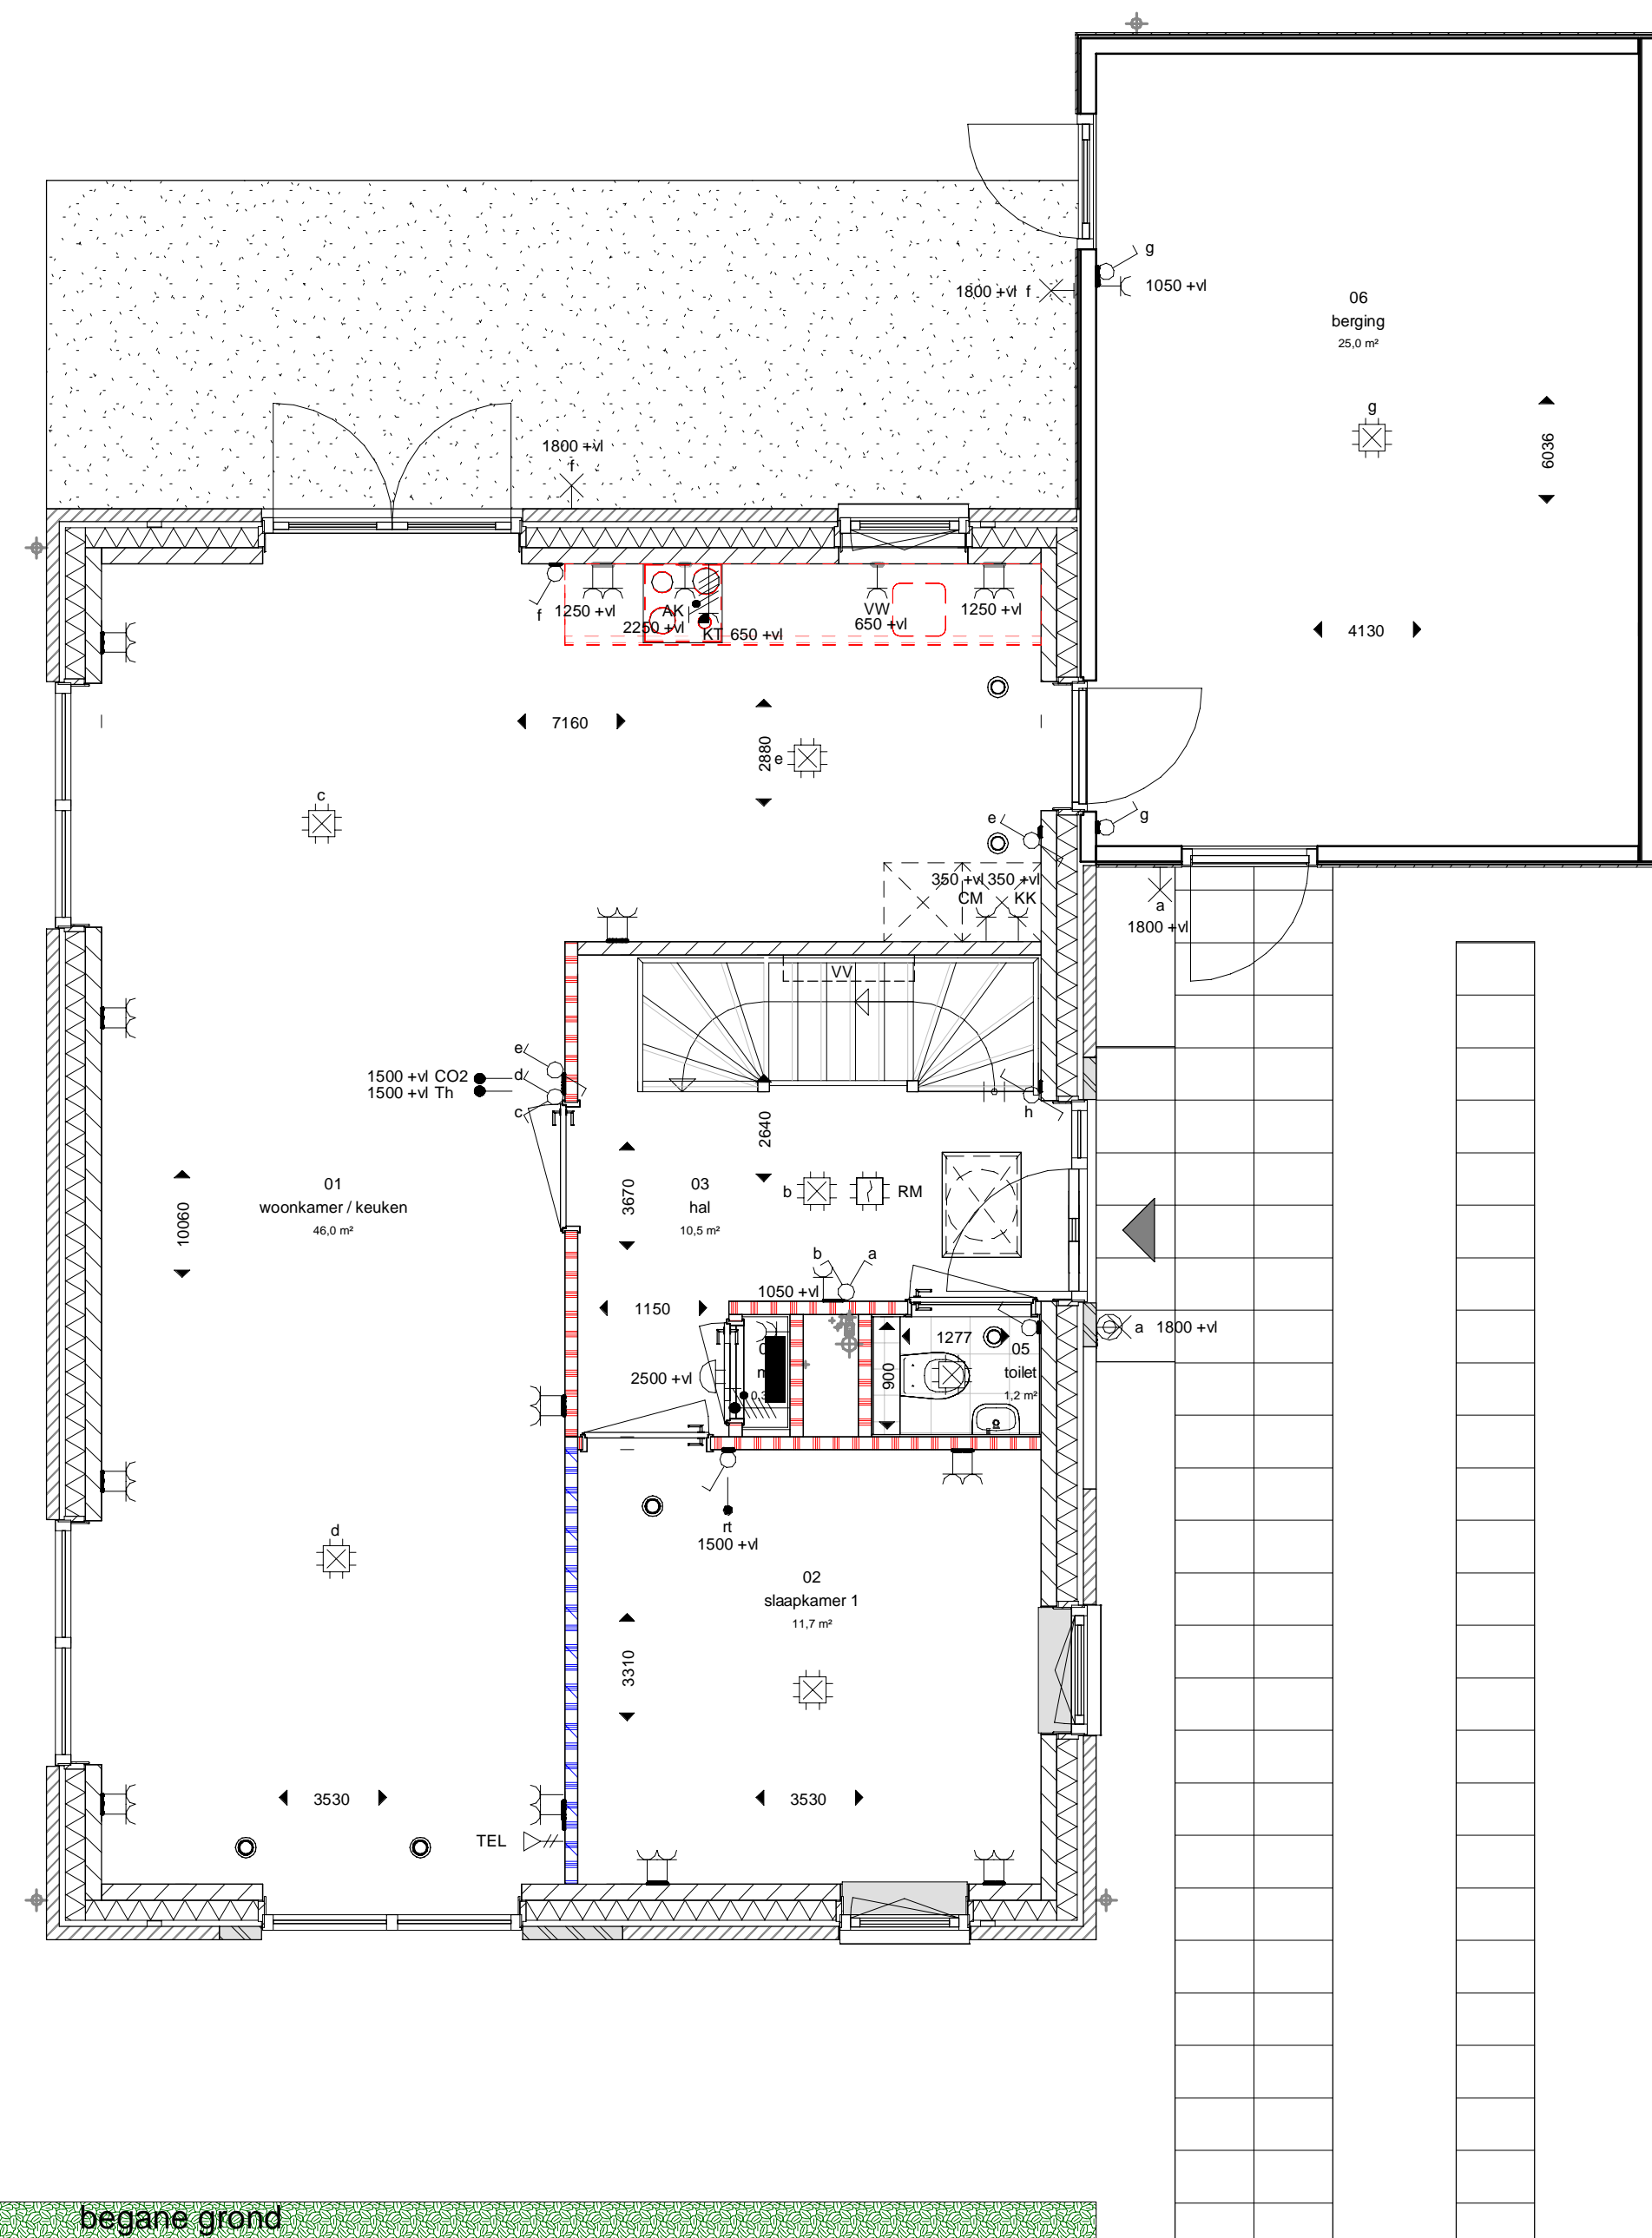 g
1050 +vl
1800 +vl f
06
berging
25,0 m²
g
6036
4130
1800 +vl
f
f
1250 +vl
AK
2250 +vl
KT 650 +vl
VW
650 +vl
1250 +vl
7160
2880
e
c
e
g
350 +vl
350 +vl
CM
KK
a
1800 +vl
VV
e
1500 +vl CO2
d
1500 +vl Th
c
h
2640
10060
01
woonkamer / keuken
46,0 m²
3670
03
hal
10,5 m²
b
RM
b
a
1050 +vl
1150
1277
a 1800 +vl
05
toilet
1,2 m²
900
2500 +vl
rt
1500 +vl
d
02
slaapkamer 1
11,7 m²
3310
3530
3530
TEL
begane grond